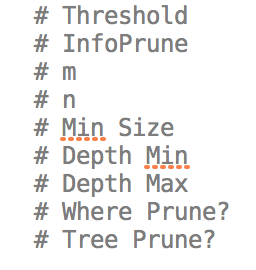 # Threshold
# InfoPrune
# m
# n
# Min Size
# Depth Min
# Depth Max
# Where Prune?
# Tree Prune?